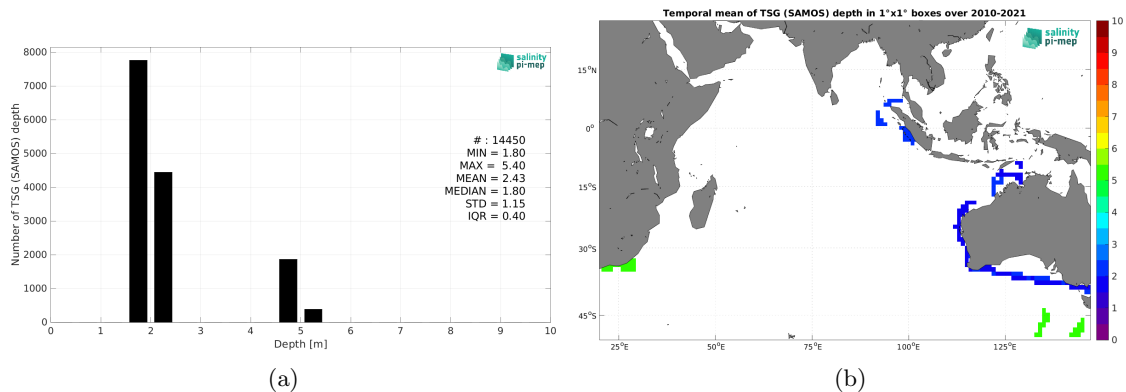 8000
7000
6000
5000
4000
3000
2000
1000
0
Number of TSG (SAMOS) depth
salinity
pi-mep
# : 14450
MIN = 1.80
MAX = 5.40
MEAN = 2.43
MEDIAN = 1.80
STD = 1.15
IQR = 0.40
0 1 2 3 4 5 6 7 8 9 10
Depth [m]
(a)
Temporal mean of TSG (SAMOS) depth in 1°x1° boxes over 2010-2021
salinity
pi-mep
15°N
0°
15°S
30°S
45°S
25°E 50°E 75°E 100°E 125°E
10
9
8
7
6
5
4
3
2
1
0
(b)